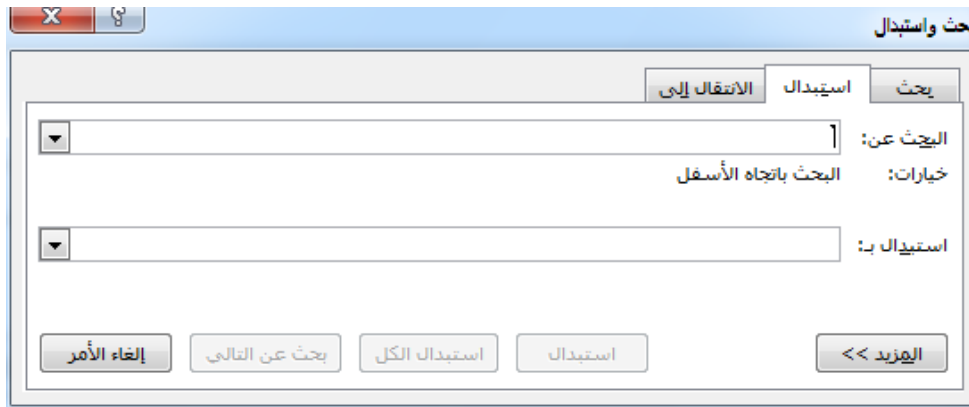 حث واستبدال
بحث استبدال الانتقال إلى
البحث عن:
خيارات: البحث باتجاه الأسفل
استبدال بـ:
المزيد >> استبدال استبدال الكل بحث عن التالي إلغاء الأمر